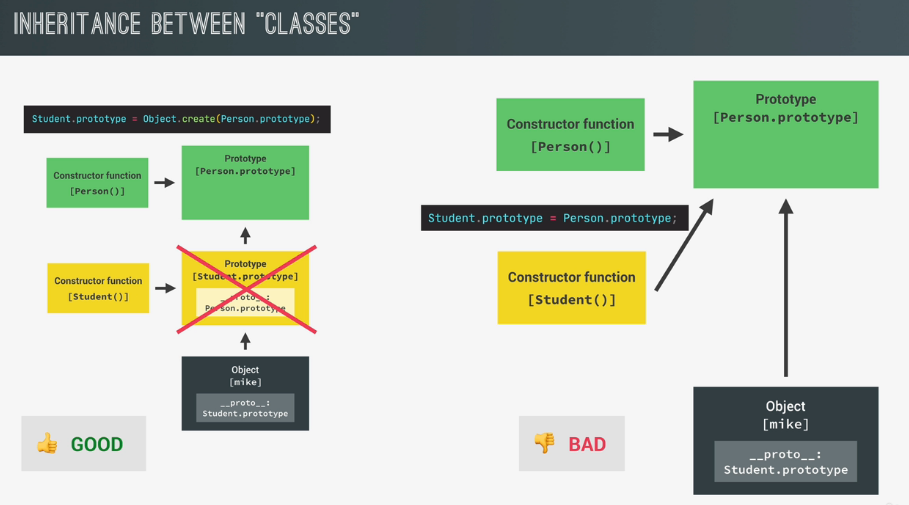 INHERITANCE BETWEEN "CLASSES"
Student.prototype = Object.create(Person.prototype);
Constructor function
[Person()]
Prototype
[Person.prototype]
Constructor function
[Student()]
Prototype
[Student.prototype]
__proto__:
Person.prototype
Object
[mike]
__proto__:
Student.prototype
GOOD
Constructor function
[Person()]
Prototype
[Person.prototype]
Student.prototype = Person.prototype;
Constructor function
[Student()]
Object
[mike]
__proto__:
Student.prototype
BAD